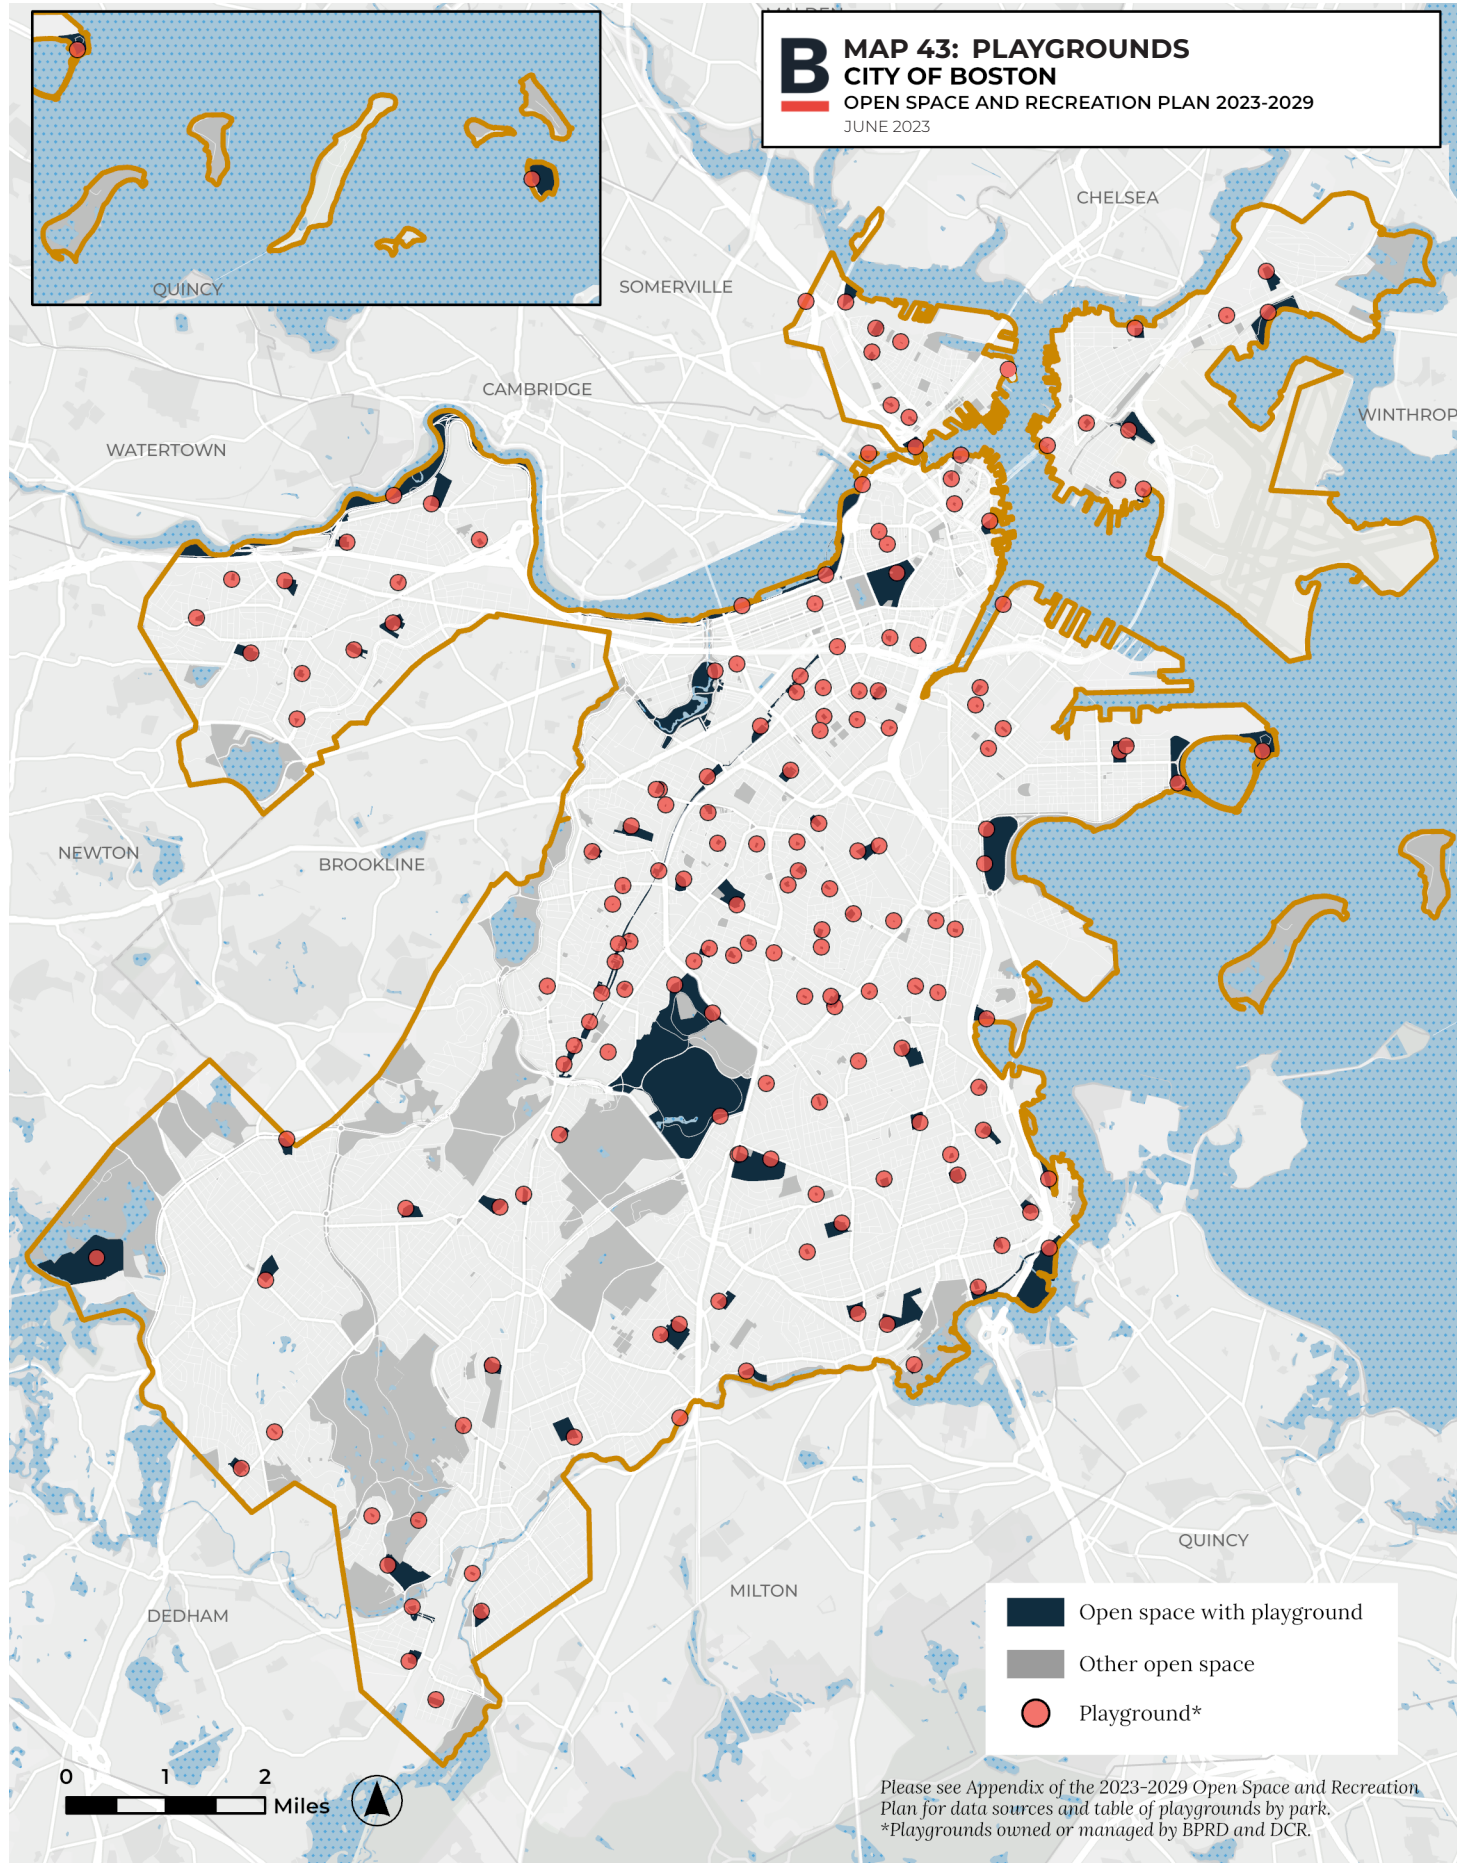 B
MAP 43: PLAYGROUNDS
CITY OF BOSTON
OPEN SPACE AND RECREATION PLAN 2023-2029
JUNE 2023
MALDEN
CHELSEA
QUINCY
SOMERVILLE
CAMBRIDGE
WINTHROP
WATERTOWN
NEWTON
BROOKLINE
QUINCY
MILTON
DEDHAM
Open space with playground
Other open space
Playground*
0 1 2
Miles
Please see Appendix of the 2023-2029 Open Space and Recreation
Plan for data sources and table of playgrounds by park.
*Playgrounds owned or managed by BPRD and DCR.